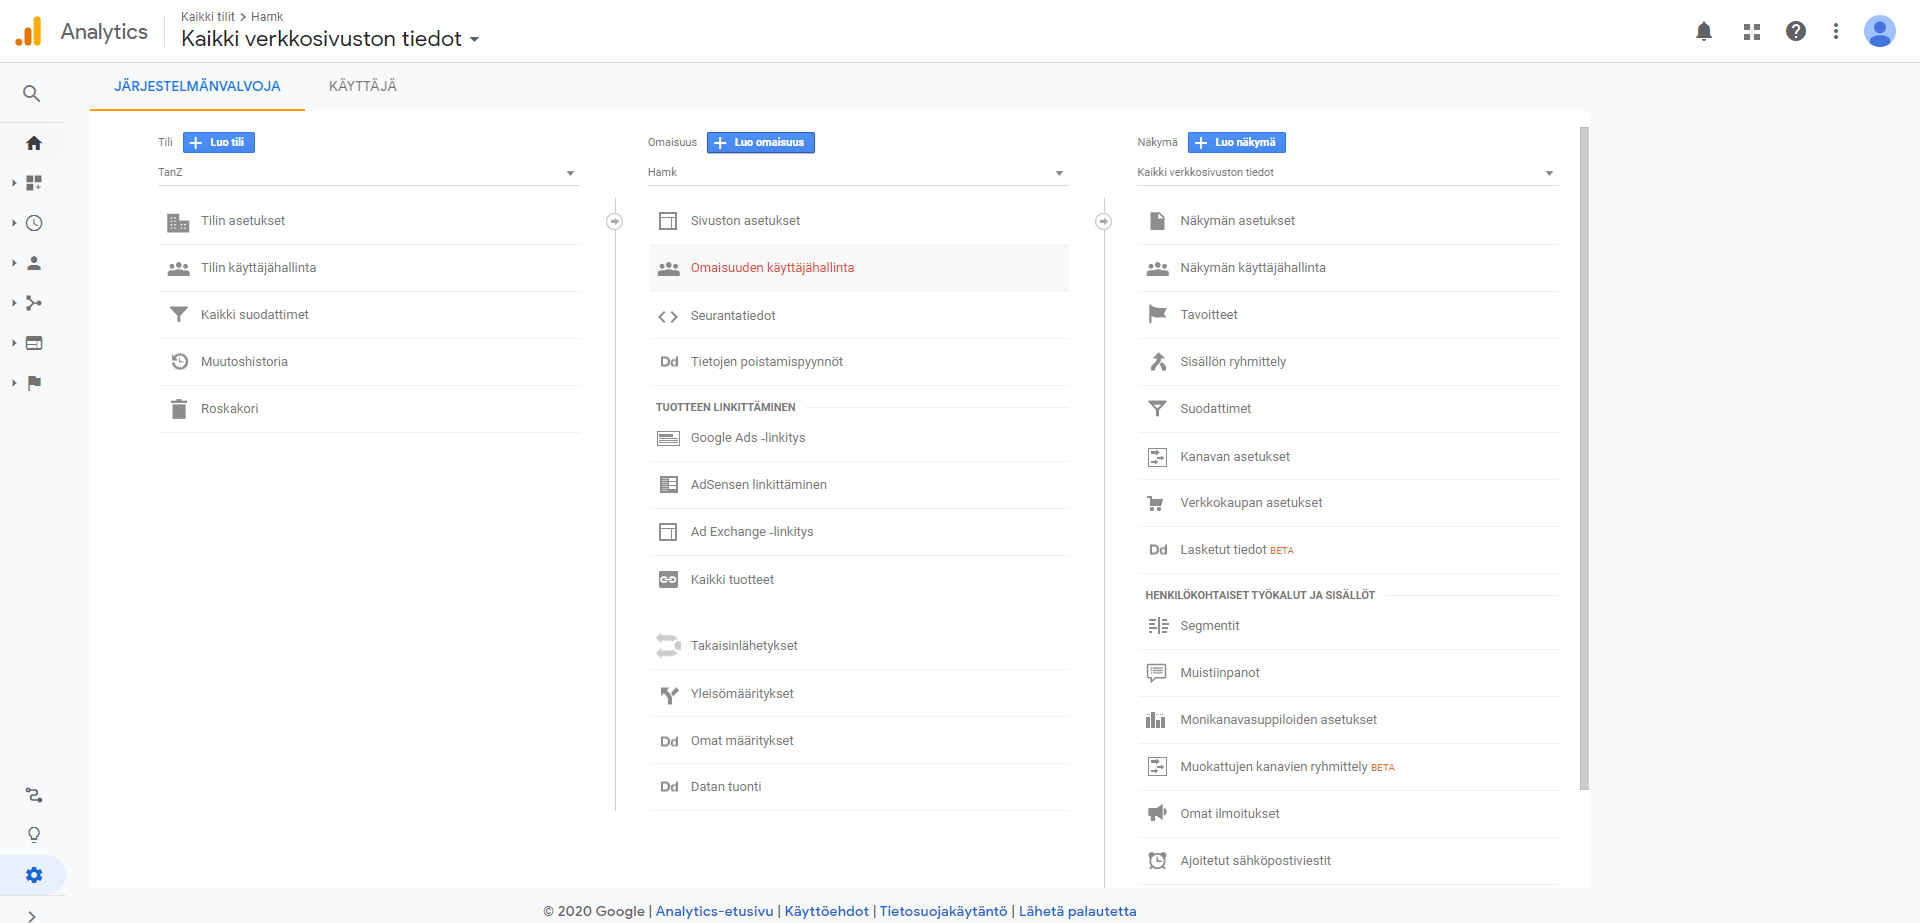 Analytics
Kaikki tilit > Hamk
Kaikki verkkosivuston tiedot
JÄRJESTELMÄNVALVOJA
KÄYTTÄJÄ
Tili
Luo tili
TanZ
Tilin asetukset
Tilin käyttäjähallinta
Kaikki suodattimet
Muutoshistoria
Roskakori
Omaisuus
Luo omaisuus
Hamk
Sivuston asetukset
Omaisuuden käyttäjähallinta
Seurantatiedot
Dd Tietojen poistamispyynnöt
TUOTTEEN LINKITTÄMINEN
Google Ads -linkitys
AdSensen linkittäminen
Ad Exchange -linkitys
Kaikki tuotteet
Takaisinlähetykset
Yleisömääritykset
Dd Omat määritykset
Dd Datan tuonti
Näkymä
Luo näkymä
Kaikki verkkosivuston tiedot
Näkymän asetukset
Näkymän käyttäjähallinta
Tavoitteet
Sisällön ryhmittely
Suodattimet
Kanavan asetukset
Verkkokaupan asetukset
Dd Lasketut tiedot BETA
HENKILÖKOHTAISET TYÖKALUT JA SISÄLLÖT
Segmentit
Muistiinpanot
Monikanavasuppiloiden asetukset
Muokattujen kanavien ryhmittely BETA
Omat ilmoitukset
Ajoitetut sähköpostiviestit
© 2020 Google | Analytics-etusivu | Käyttöehdot | Tietosuojakäytäntö | Lähetä palautetta